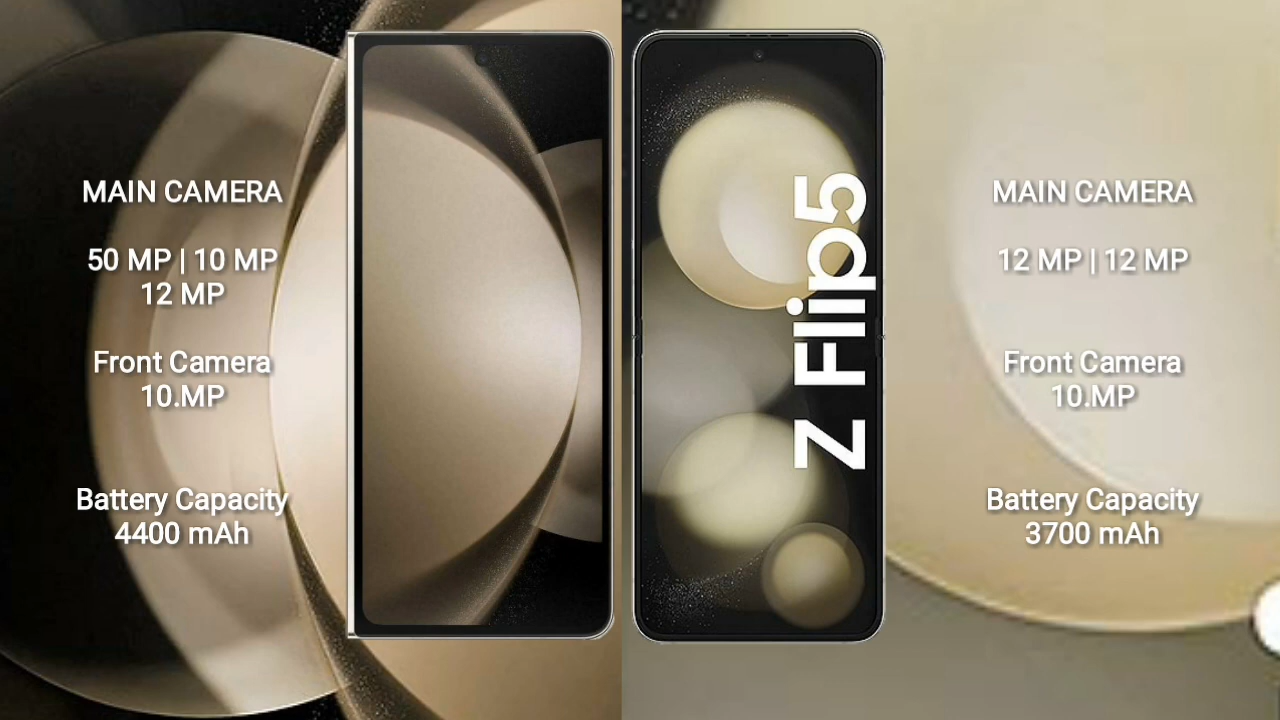 MAIN CAMERA
50 MP | 10 MP
12 MP
Front Camera
10.MP
Battery Capacity
4400 mAh
Z Flip5
MAIN CAMERA
12 MP | 12 MP
Front Camera
10.MP
Battery Capacity
3700 mAh